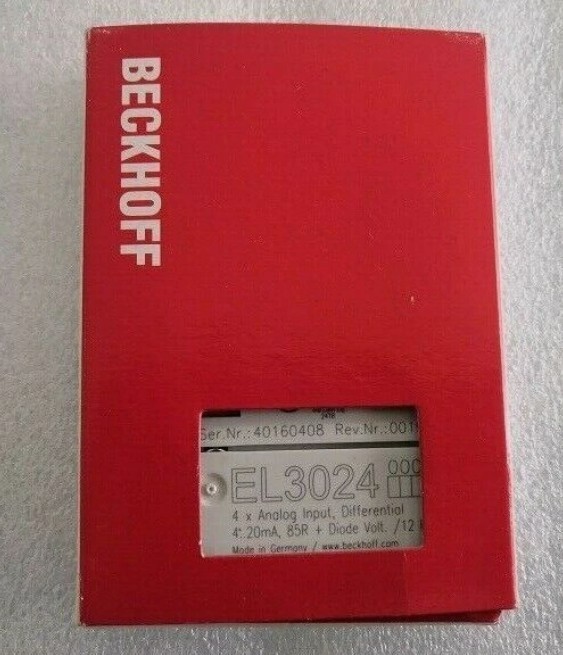 BECKHOFF
Ser.Nr.: 40160408 Rev.Nr.:001
EL3024
000
4 x Analog Input, Differential
4..20mA, 85R + Diode Volt. /12
Made in Germany / www.beckhoff.com